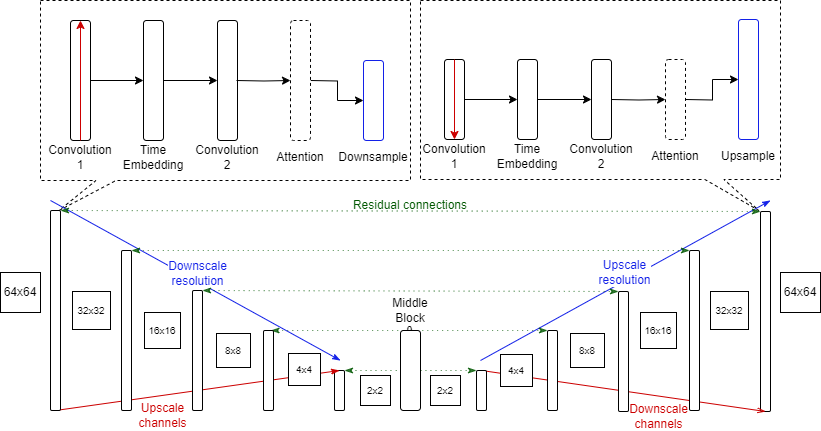 Convolution
1
Time
Embedding
Convolution
2
Attention
Downsample
Convolution
1
Time
Embedding
Convolution
2
Attention
Upsample
Residual connections
Downscale
resolution
Upscale
resolution
64x64
32x32
16x16
8x8
4x4
2x2
Middle
Block
2x2
4x4
8x8
16x16
32x32
64x64
Upscale
channels
Downscale
channels